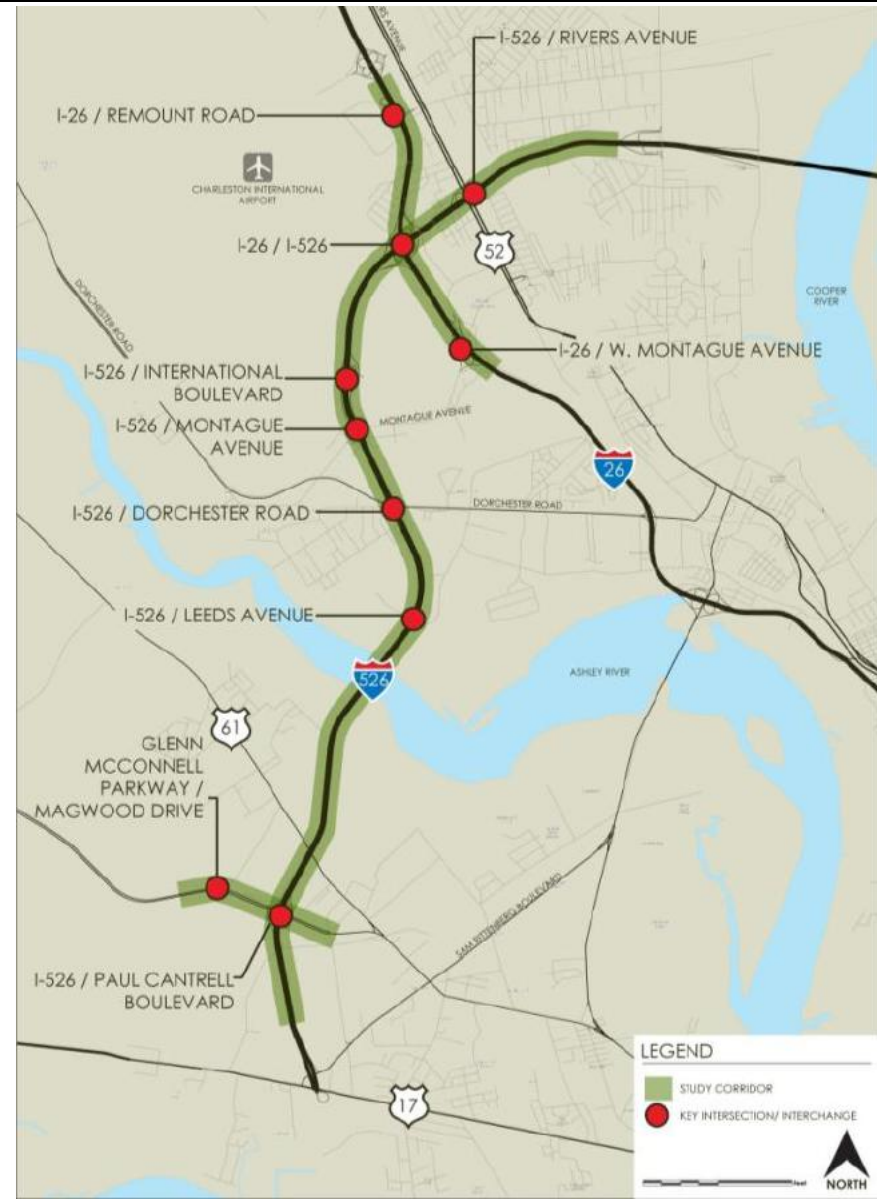 I-526 / RIVERS AVENUE
I-26 / REMOUNT ROAD
CHARLESTON INTERNATIONAL
AIRPORT
I-26 / I-526
52
COOPER
RIVER
DORCHESTER ROAD
I-26 / W. MONTAGUE AVENUE
I-526 / INTERNATIONAL
BOULEVARD
MONTAGUE AVENUE
I-526 / MONTAGUE
AVENUE
26
I-526 / DORCHESTER ROAD
DORCHESTER ROAD
I-526 / LEEDS AVENUE
ASHLEY RIVER
526
61
GLENN
MCCONNELL
PARKWAY /
MAGWOOD DRIVE
SAM RITTENBERG BOULEVARD
I-526 / PAUL CANTRELL
BOULEVARD
17
LEGEND
STUDY CORRIDOR
KEY INTERSECTION/ INTERCHANGE
Feet
NORTH